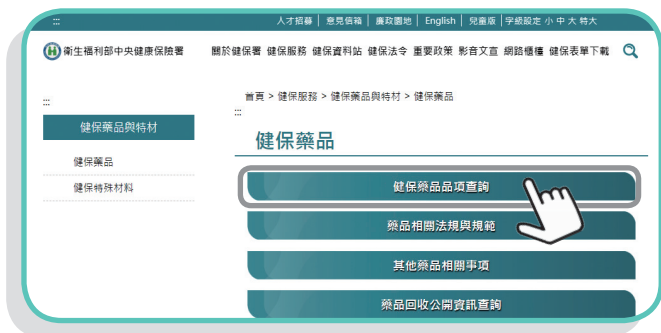 :::
人才招募 │ 意見信箱 │ 廉政園地 │ English │ 兒童版 │字級設定 小 中 大 特大
衛生福利部中央健康保險署 關於健保署 健保服務 健保資料站 健保法令 重要政策 影音文宣 網路櫃檯 健保表單下載
:::
健保藥品與特材
健保藥品
健保特殊材料
首頁 > 健保服務 > 健保藥品與特材 > 健保藥品
:::
健保藥品
健保藥品品項查詢
藥品相關法規與規範
其他藥品相關事項
藥品回收公開資訊查詢